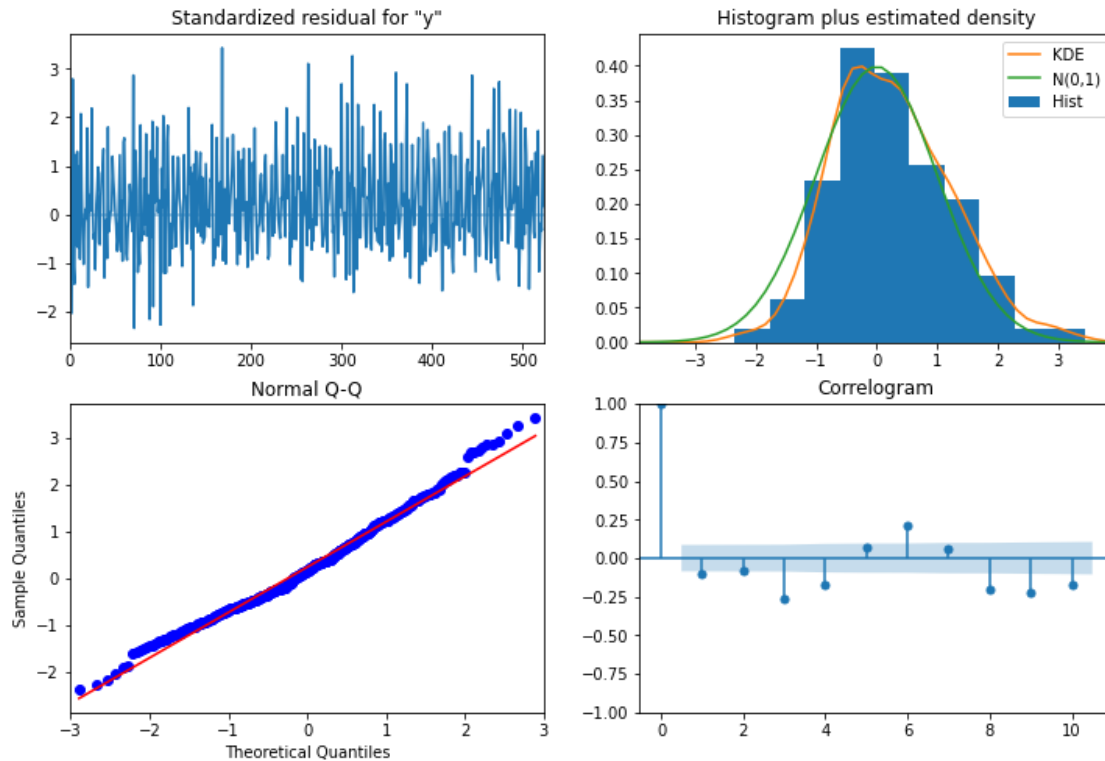 Standardized residual for "y"
3
2
1
0
−1
−2
0 100 200 300 400 500
Histogram plus estimated density
KDE
N(0,1)
Hist
0.40
0.35
0.30
0.25
0.20
0.15
0.10
0.05
0.00
−3 −2 −1 0 1 2 3
Normal Q-Q
Sample Quantiles
3
2
1
0
−1
−2
−3 −2 −1 0 1 2 3
Theoretical Quantiles
Correlogram
1.00
0.75
0.50
0.25
0.00
−0.25
−0.50
−0.75
−1.00
0 2 4 6 8 10